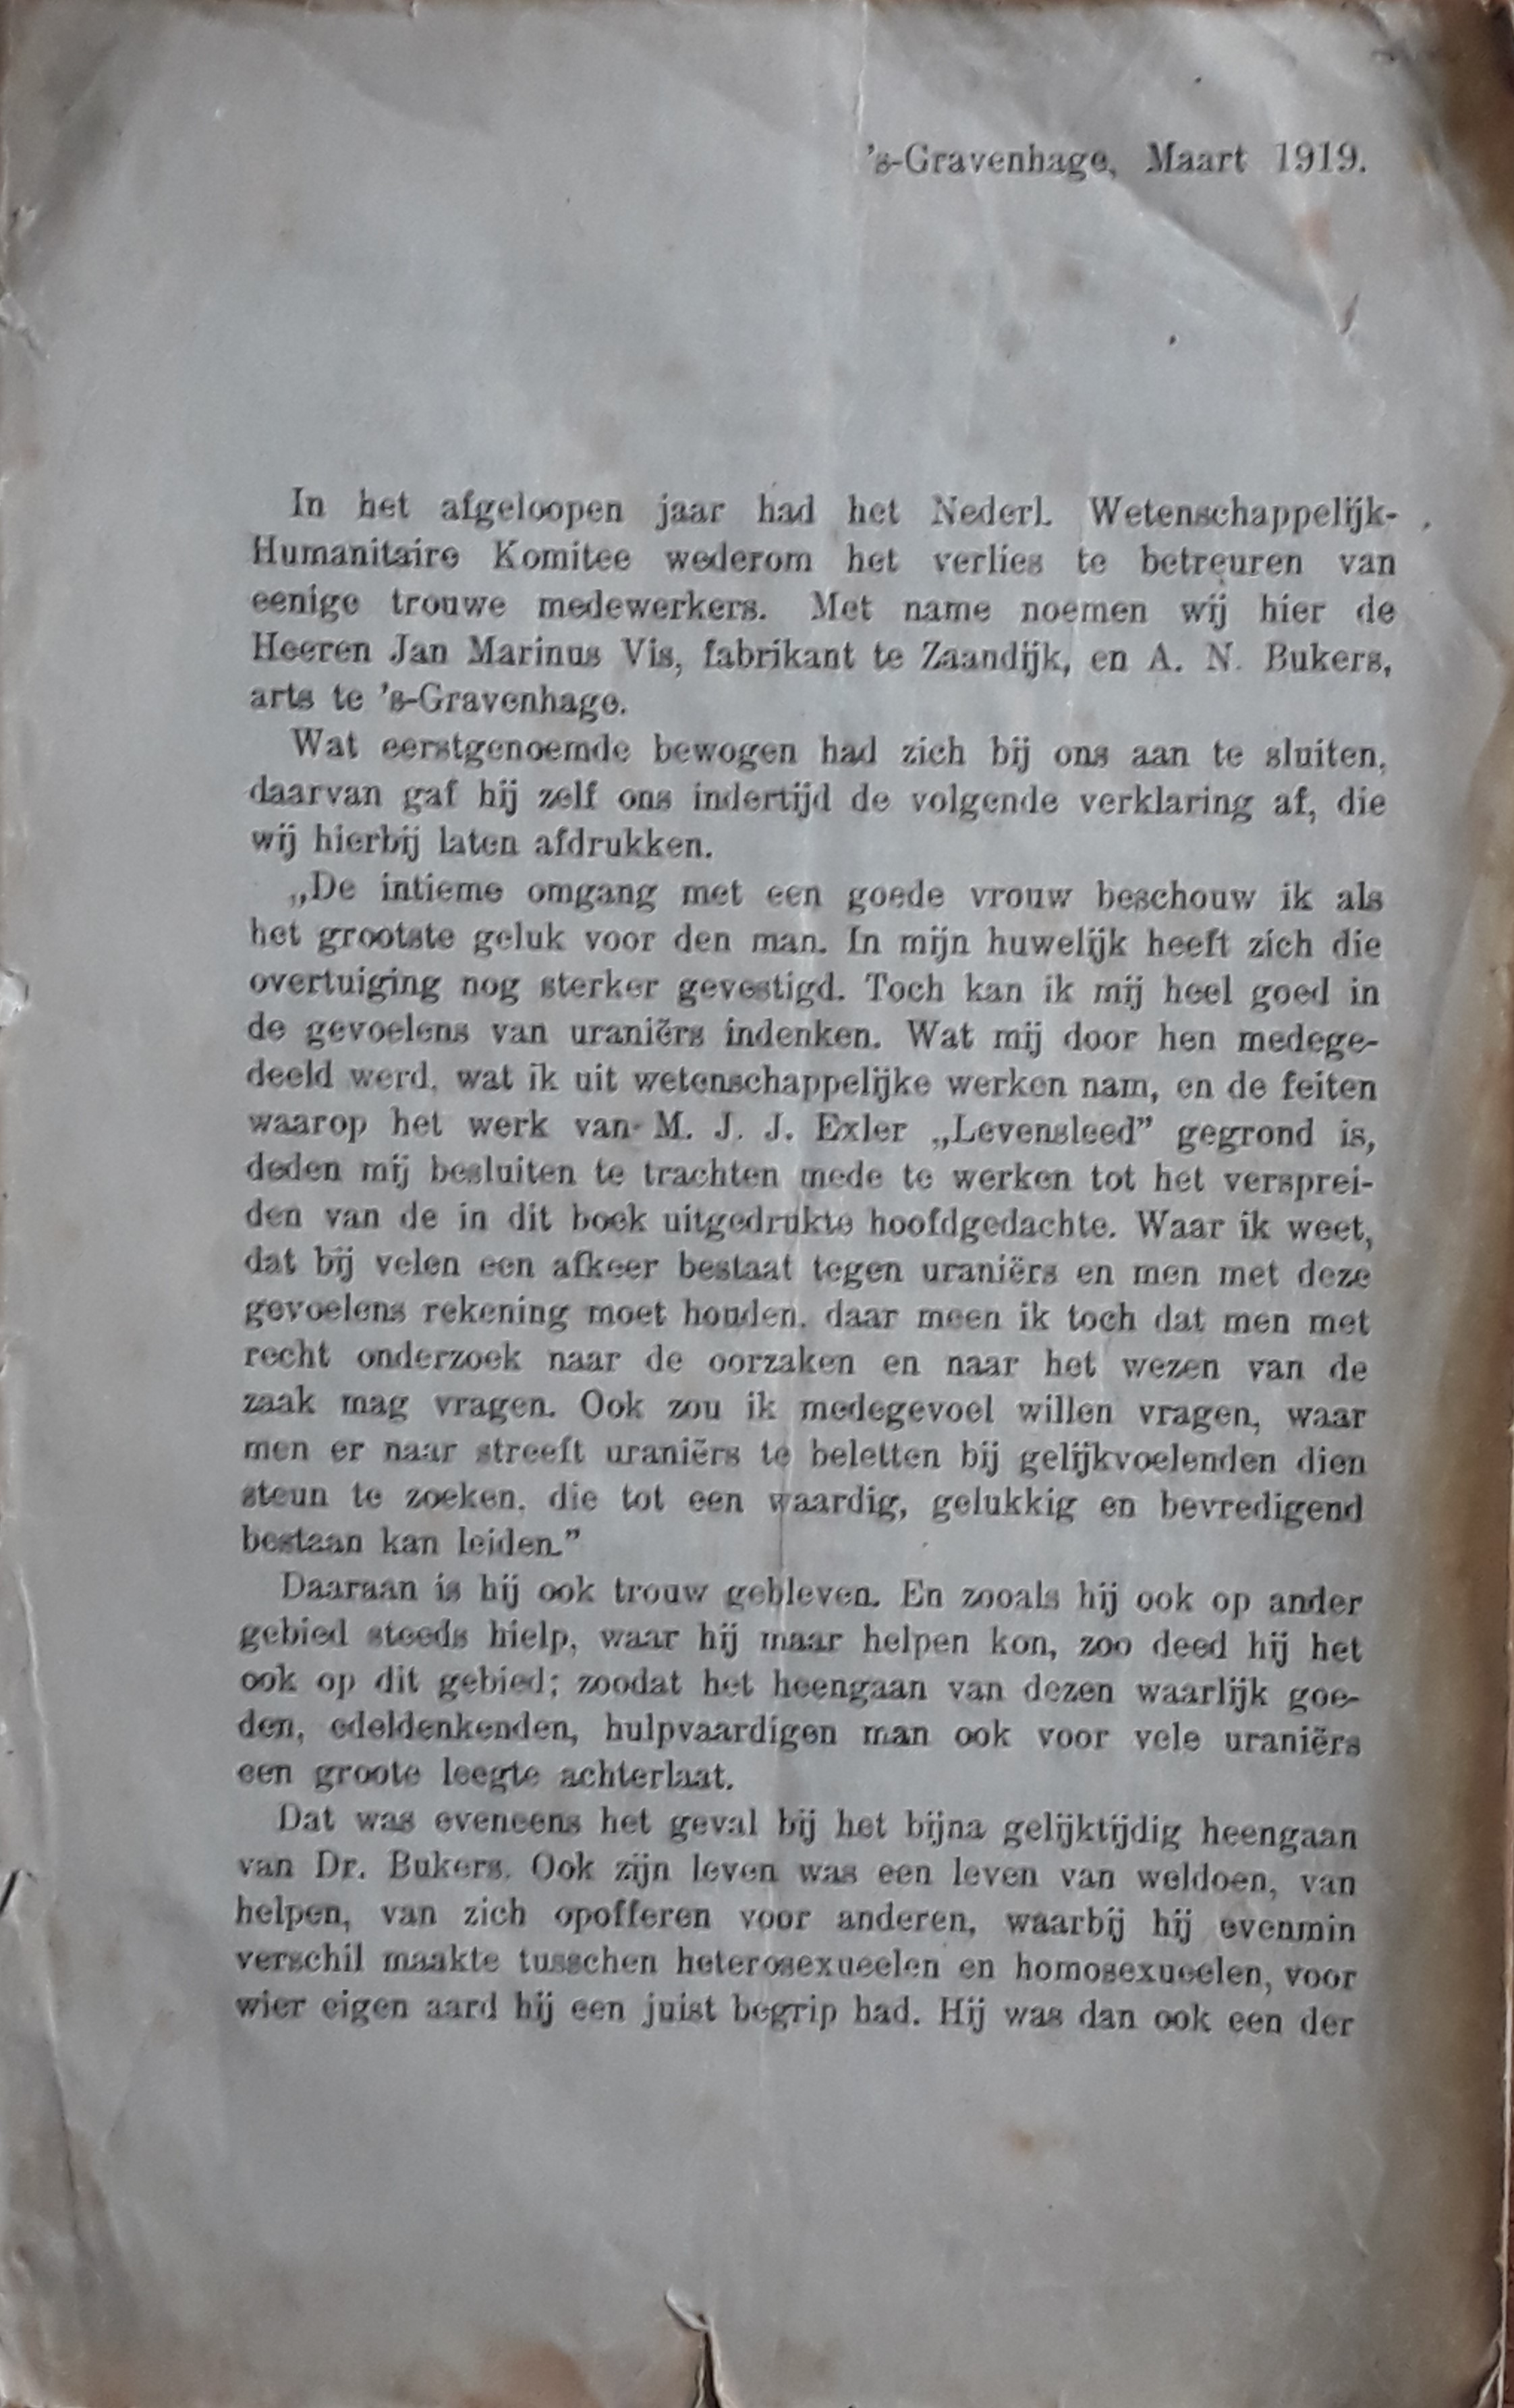 's-Gravenhage, Maart 1919.
In het afgeloopen jaar had het Nederl. Wetenschappelijk-
Humanitaire Komitee wederom het verlies te betreuren van
eenige trouwe medewerkers. Met name noemen wij hier de
Heeren Jan Marinus Vis, fabrikant te Zaandijk, en A. N. Bukers,
arts te 's-Gravenhage.
Wat eerstgenoemde bewogen had zich bij ons aan te sluiten,
daarvan gaf hij zelf ons indertijd de volgende verklaring af, die
wij hierbij laten afdrukken.
„De intieme omgang met een goede vrouw beschouw ik als
het grootste geluk voor den man. In mijn huwelijk heeft zich die
overtuiging nog sterker gevestigd. Toch kan ik mij heel goed in
de gevoelens van uraniërs indenken. Wat mij door hen medege-
deeld werd, wat ik uit wetenschappelijke werken nam, en de feiten
waarop het werk van M. J. J. Exler „Levensleed” gegrond is,
deden mij besluiten te trachten mede te werken tot het versprei-
den van de in dit boek uitgedrukte hoofdgedachte. Waar ik weet,
dat bij velen een afkeer bestaat tegen uraniërs en men met deze
gevoelens rekening moet houden, daar meen ik toch dat men met
recht onderzoek naar de oorzaken en naar het wezen van de
zaak mag vragen. Ook zou ik medegevoel willen vragen, waar
men er naar streeft uraniërs te beletten bij gelijkvoelenden dien
steun te zoeken, die tot een waardig, gelukkig en bevredigend
bestaan kan leiden.”
Daaraan is hij ook trouw gebleven. En zooals hij ook op ander
gebied steeds hielp, waar hij maar helpen kon, zoo deed hij het
ook op dit gebied; zoodat het heengaan van dezen waarlijk goe-
den, edeldenkenden, hulpvaardigen man ook voor vele uraniërs
een groote leegte achterlaat.
Dat was eveneens het geval bij het bijna gelijktijdig heengaan
van Dr. Bukers. Ook zijn leven was een leven van weldoen, van
helpen, van zich opofferen voor anderen, waarbij hij evenmin
verschil maakte tusschen heterosexueelen en homosexueelen, voor
wier eigen aard hij een juist begrip had. Hij was dan ook een der